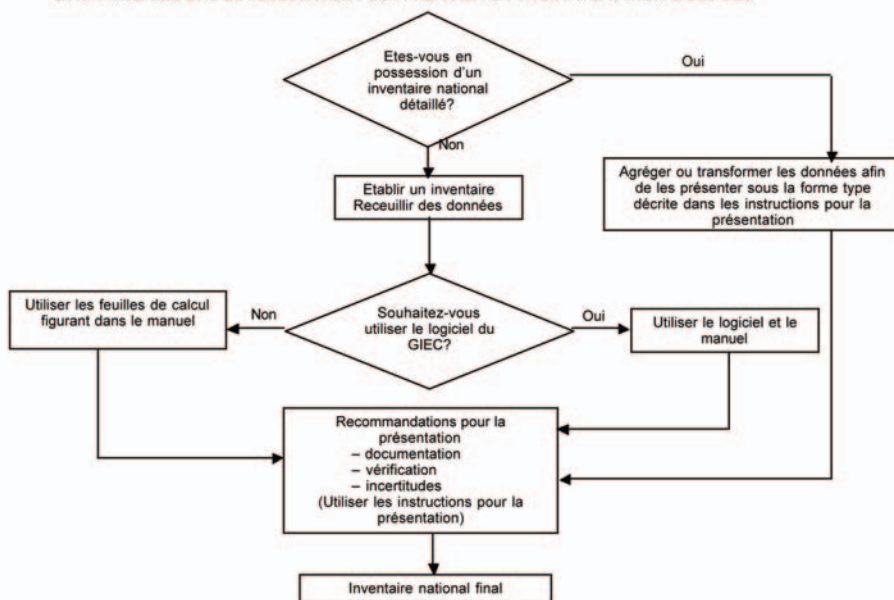 Etes-vous en
possession d'un
inventaire national
détaillé?
Oui
Non
Etablir un inventaire
Receuillir des données
Agréger ou transformer les données afin
de les présenter sous la forme type
décrite dans les instructions pour la
présentation
Utiliser les feuilles de calcul
figurant dans le manuel
Non
Souhaitez-vous
utiliser le logiciel du
GIEC?
Oui
Utiliser le logiciel et le
manuel
Recommandations pour la
présentation
– documentation
– vérification
– incertitudes
(Utiliser les instructions pour la
présentation)
Inventaire national final